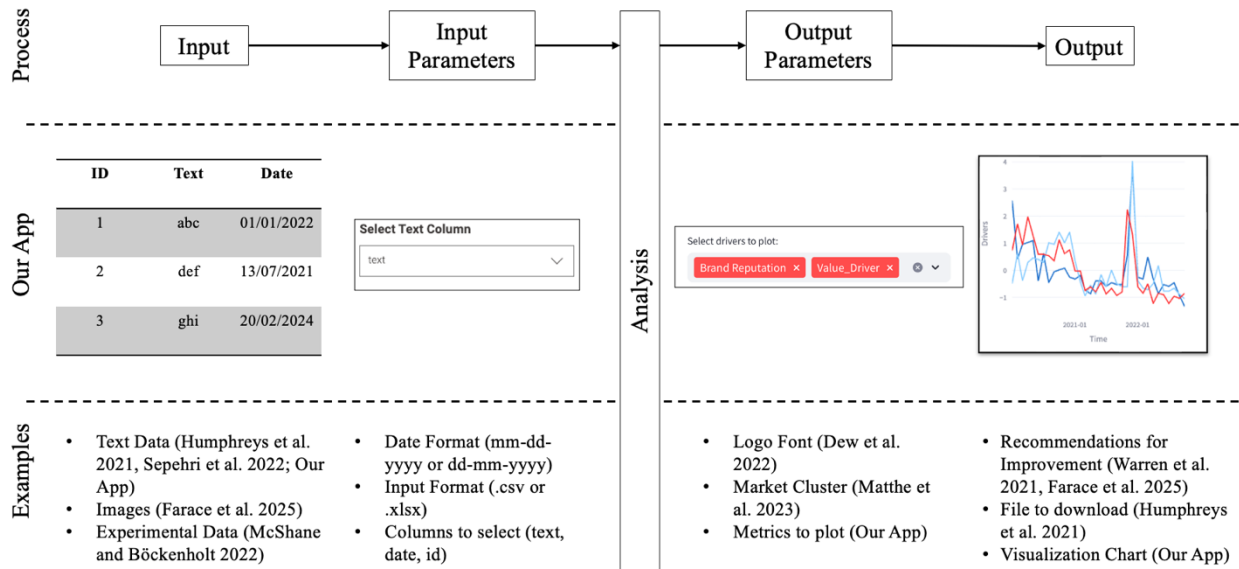 Process
Input
Input
Parameters
Analysis
Output
Parameters
Output
Our App
ID Text Date
1 abc 01/01/2022
2 def 13/07/2021
3 ghi 20/02/2024
Select Text Column
text
Select drivers to plot:
Brand Reputation × Value_Driver ×
Drivers
4
3
2
1
0
−1
2021-01 2022-01
Time
Examples
• Text Data (Humphreys et al.
2021, Sepehri et al. 2022; Our
App)
• Images (Farace et al. 2025)
• Experimental Data (McShane
and Böckenholt 2022)
• Date Format (mm-dd-
yyyy or dd-mm-yyyy)
• Input Format (.csv or
.xlsx)
• Columns to select (text,
date, id)
• Logo Font (Dew et al.
2022)
• Market Cluster (Matthe et
al. 2023)
• Metrics to plot (Our App)
• Recommendations for
Improvement (Warren et al.
2021, Farace et al. 2025)
• File to download (Humphreys
et al. 2021)
• Visualization Chart (Our App)